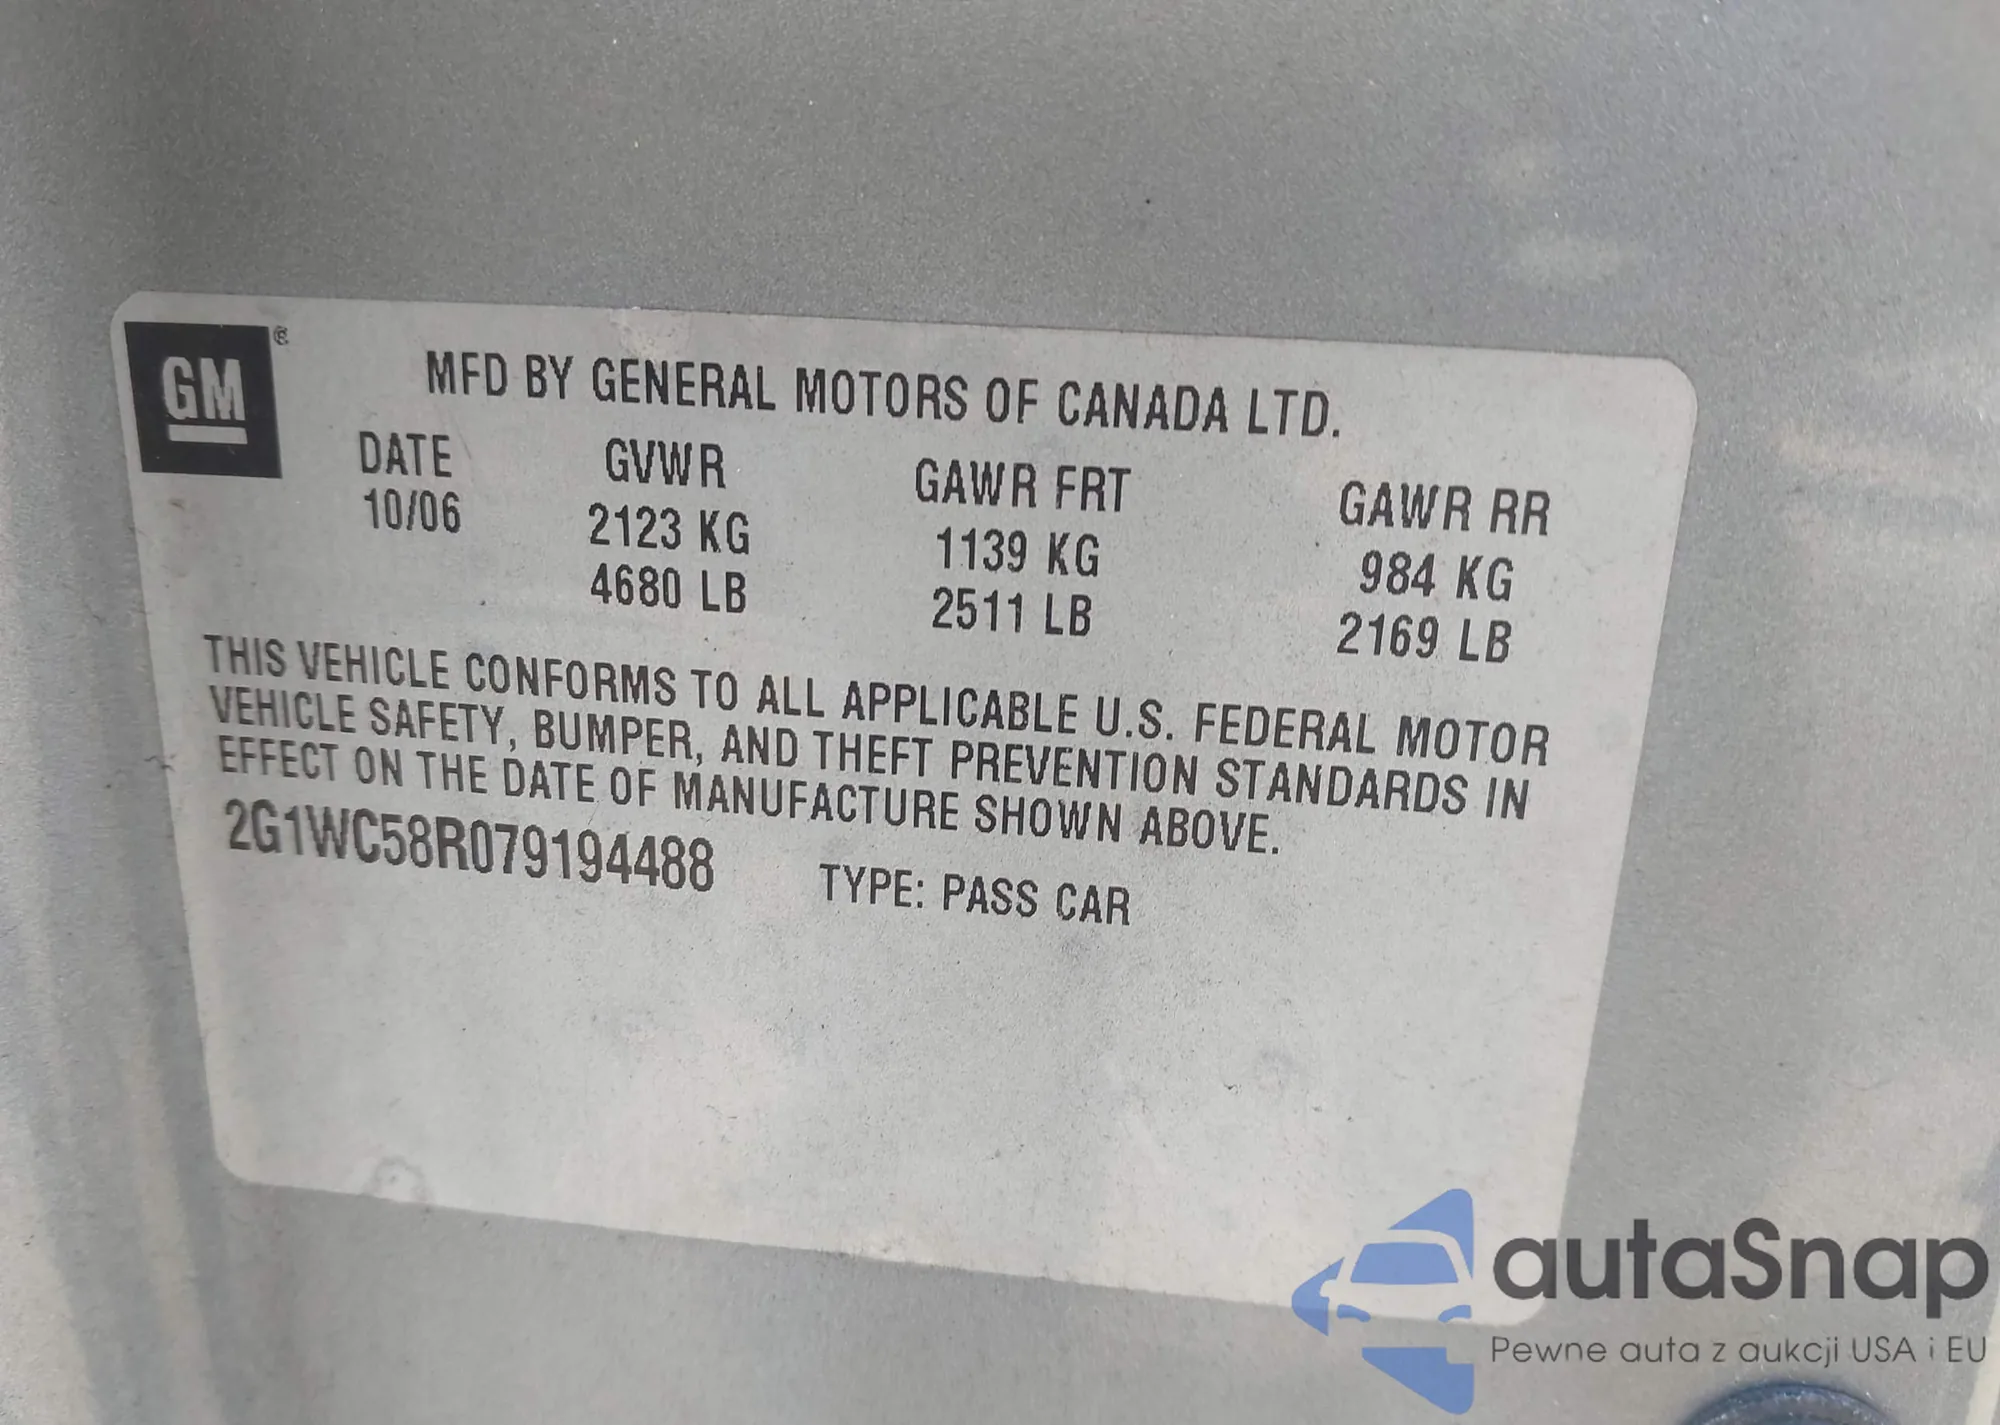 GM ®
MFD BY GENERAL MOTORS OF CANADA LTD.
DATE GVWR GAWR FRT GAWR RR
10/06 2123 KG 1139 KG 984 KG
4680 LB 2511 LB 2169 LB
THIS VEHICLE CONFORMS TO ALL APPLICABLE U.S. FEDERAL MOTOR
VEHICLE SAFETY, BUMPER, AND THEFT PREVENTION STANDARDS IN
EFFECT ON THE DATE OF MANUFACTURE SHOWN ABOVE.
2G1WC58R079194488 TYPE: PASS CAR
autaSnap
Pewne auta z aukcji USA i EU